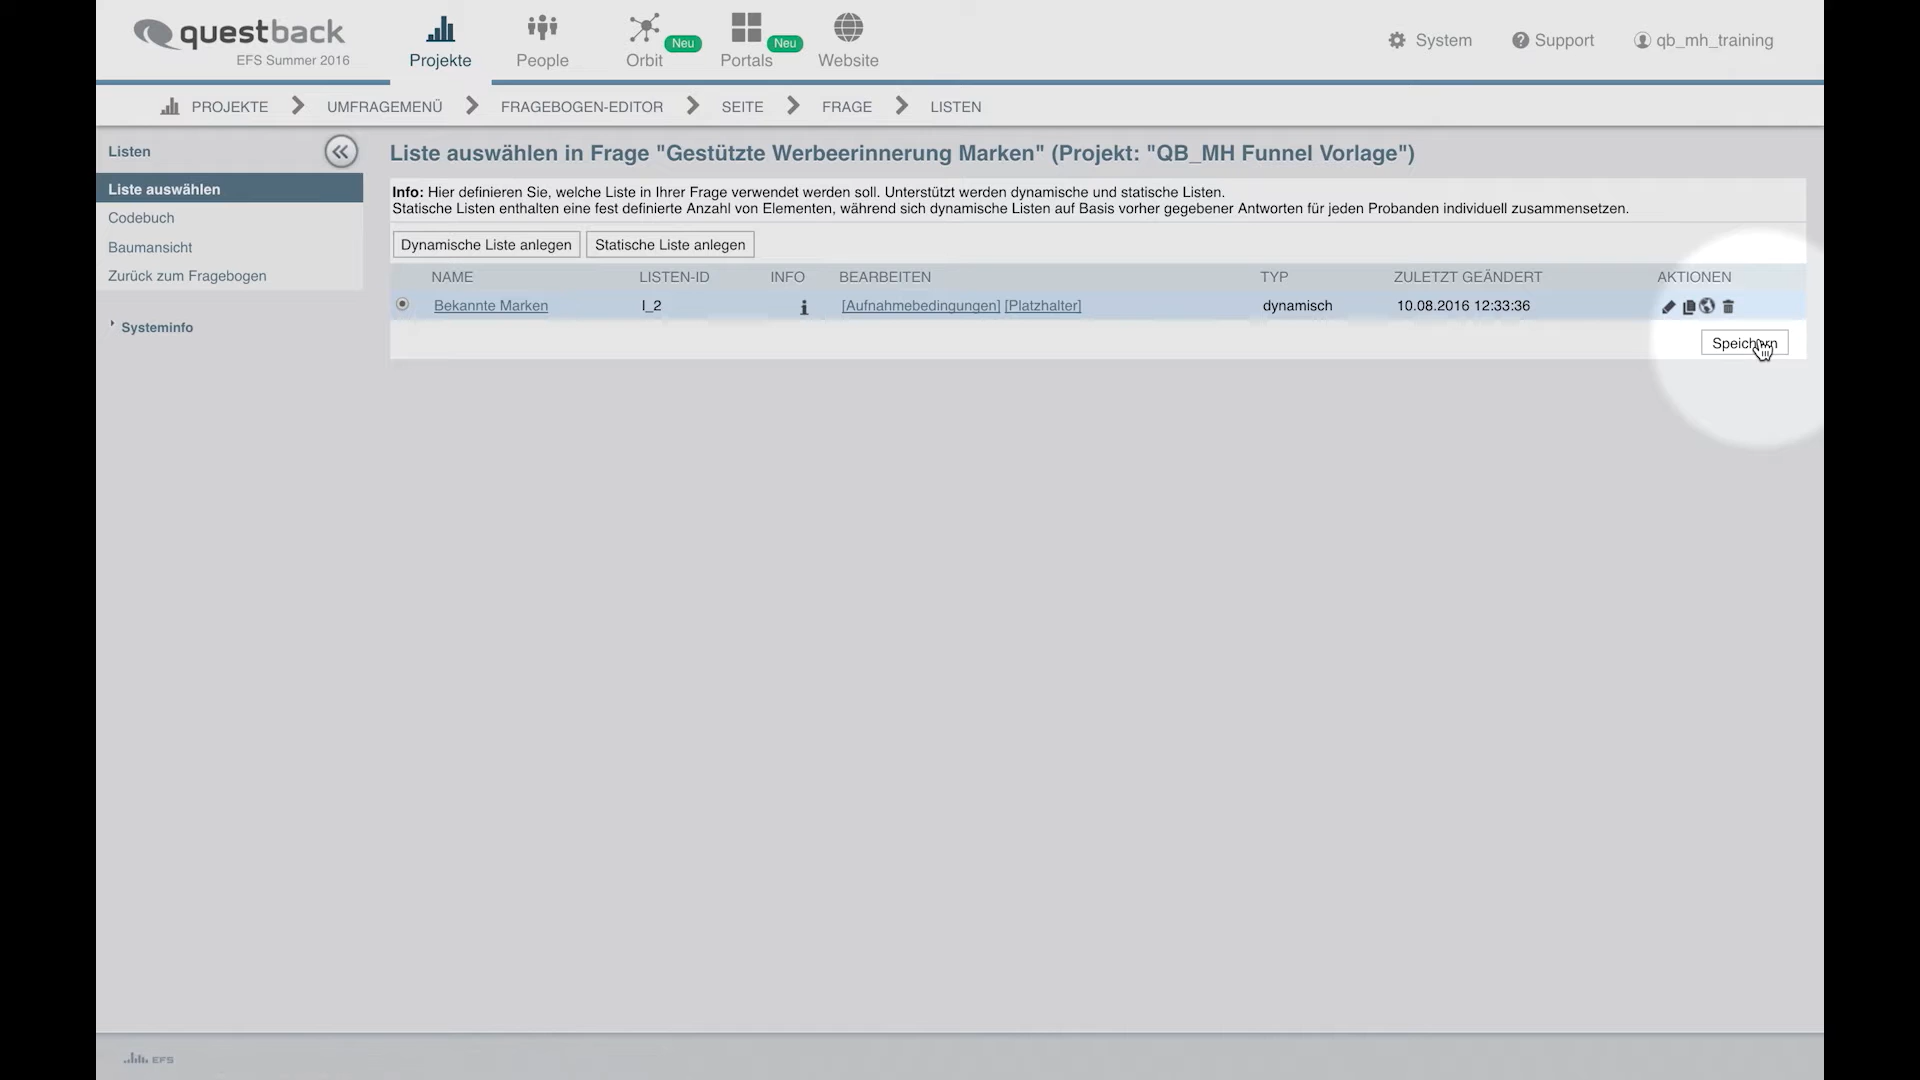 questback
EFS Summer 2016
Projekte
People
Orbit
Neu
Portals
Neu
Website
System
Support
qb_mh_training
PROJEKTE
UMFRAGEMENÜ
FRAGEBOGEN-EDITOR
SEITE
FRAGE
LISTEN
Listen
Liste auswählen
Codebuch
Baumansicht
Zurück zum Fragebogen
Systeminfo
Liste auswählen in Frage "Gestützte Werbeerinnerung Marken" (Projekt: "QB_MH Funnel Vorlage")
Info: Hier definieren Sie, welche Liste in Ihrer Frage verwendet werden soll. Unterstützt werden dynamische und statische Listen.
Statische Listen enthalten eine fest definierte Anzahl von Elementen, während sich dynamische Listen auf Basis vorher gegebener Antworten für jeden Probanden individuell zusammensetzen.
Dynamische Liste anlegen Statische Liste anlegen
NAME LISTEN-ID INFO BEARBEITEN TYP ZULETZT GEÄNDERT AKTIONEN
Bekannte Marken l_2 [Aufnahmebedingungen] [Platzhalter] dynamisch 10.08.2016 12:33:36
Speichern
EFS